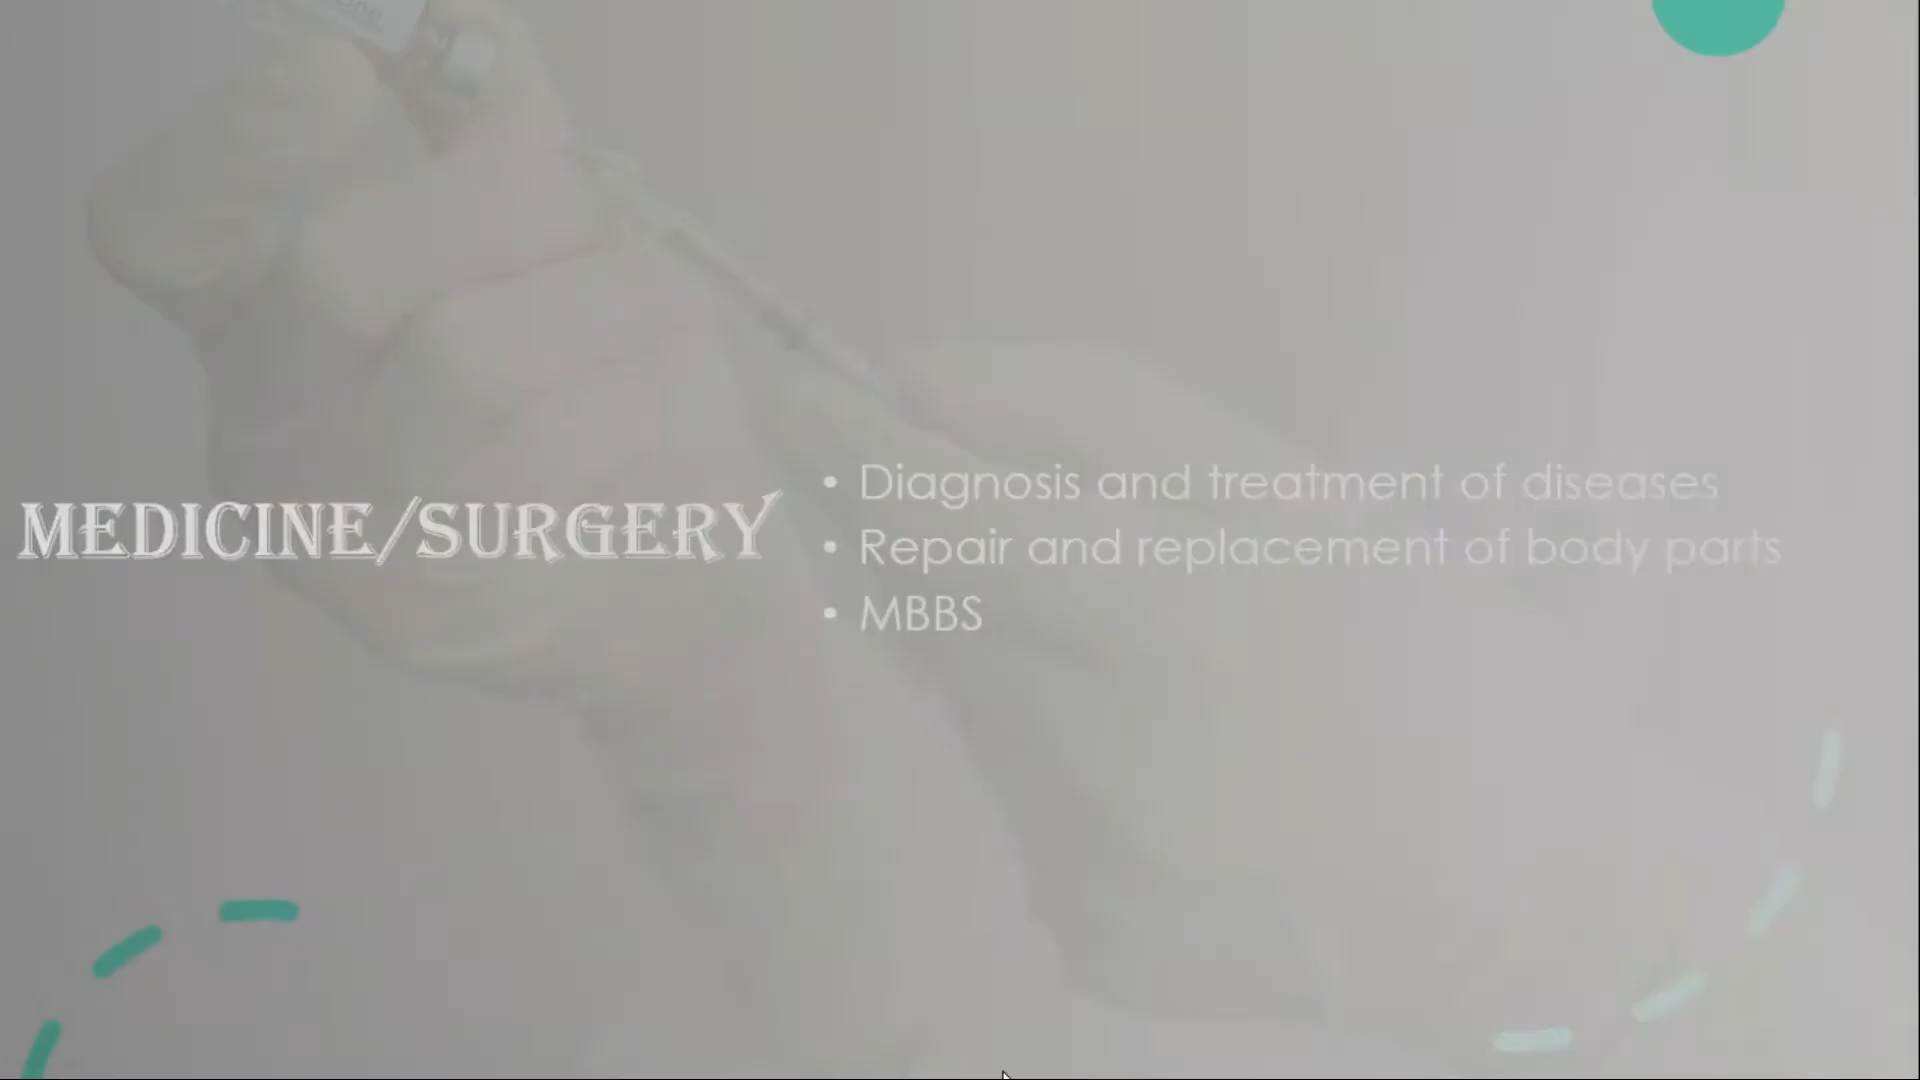 MEDICINE/SURGERY
• Diagnosis and treatment of diseases
• Repair and replacement of body parts
• MBBS